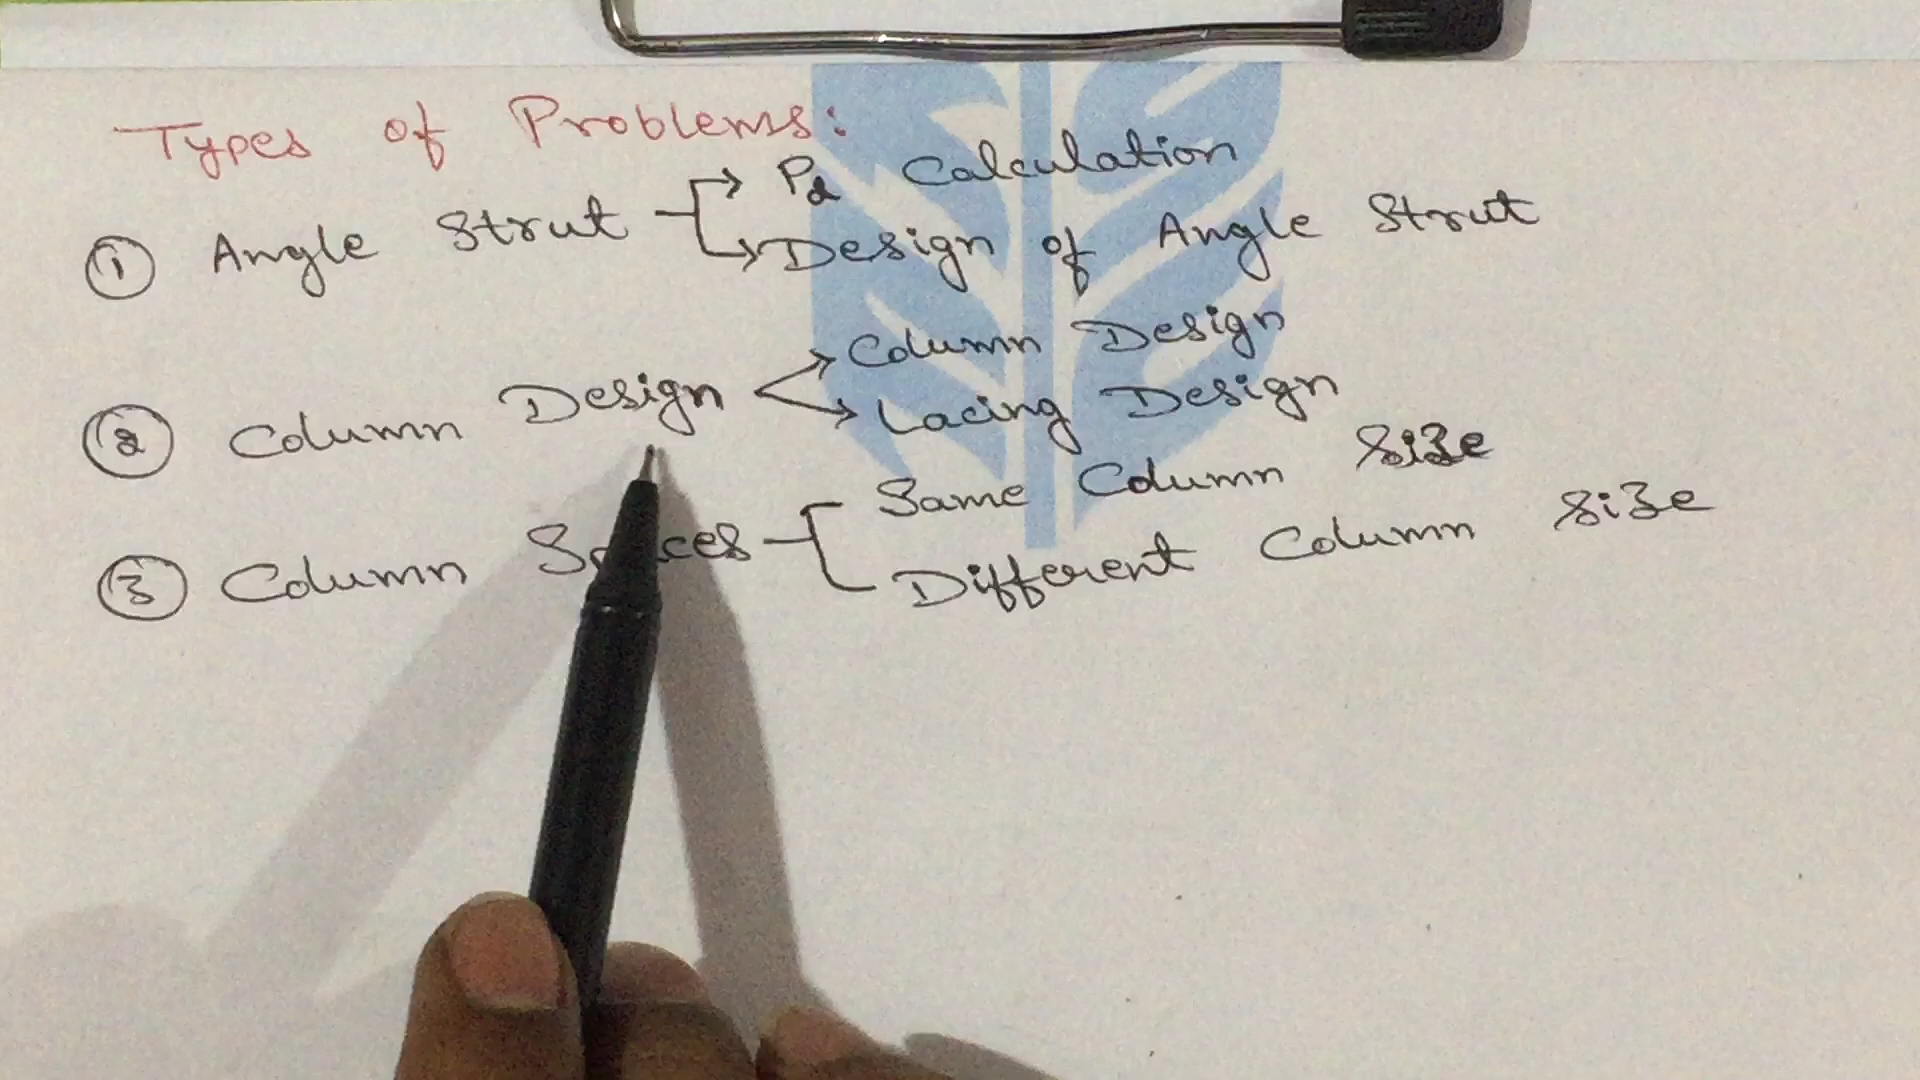 Types of Problems:
① Angle Strut → Pd Calculation
→ Design of Angle Strut
② Column Design → Column Design
→ Lacing Design
③ Column - Same Column Size
Different Column Size